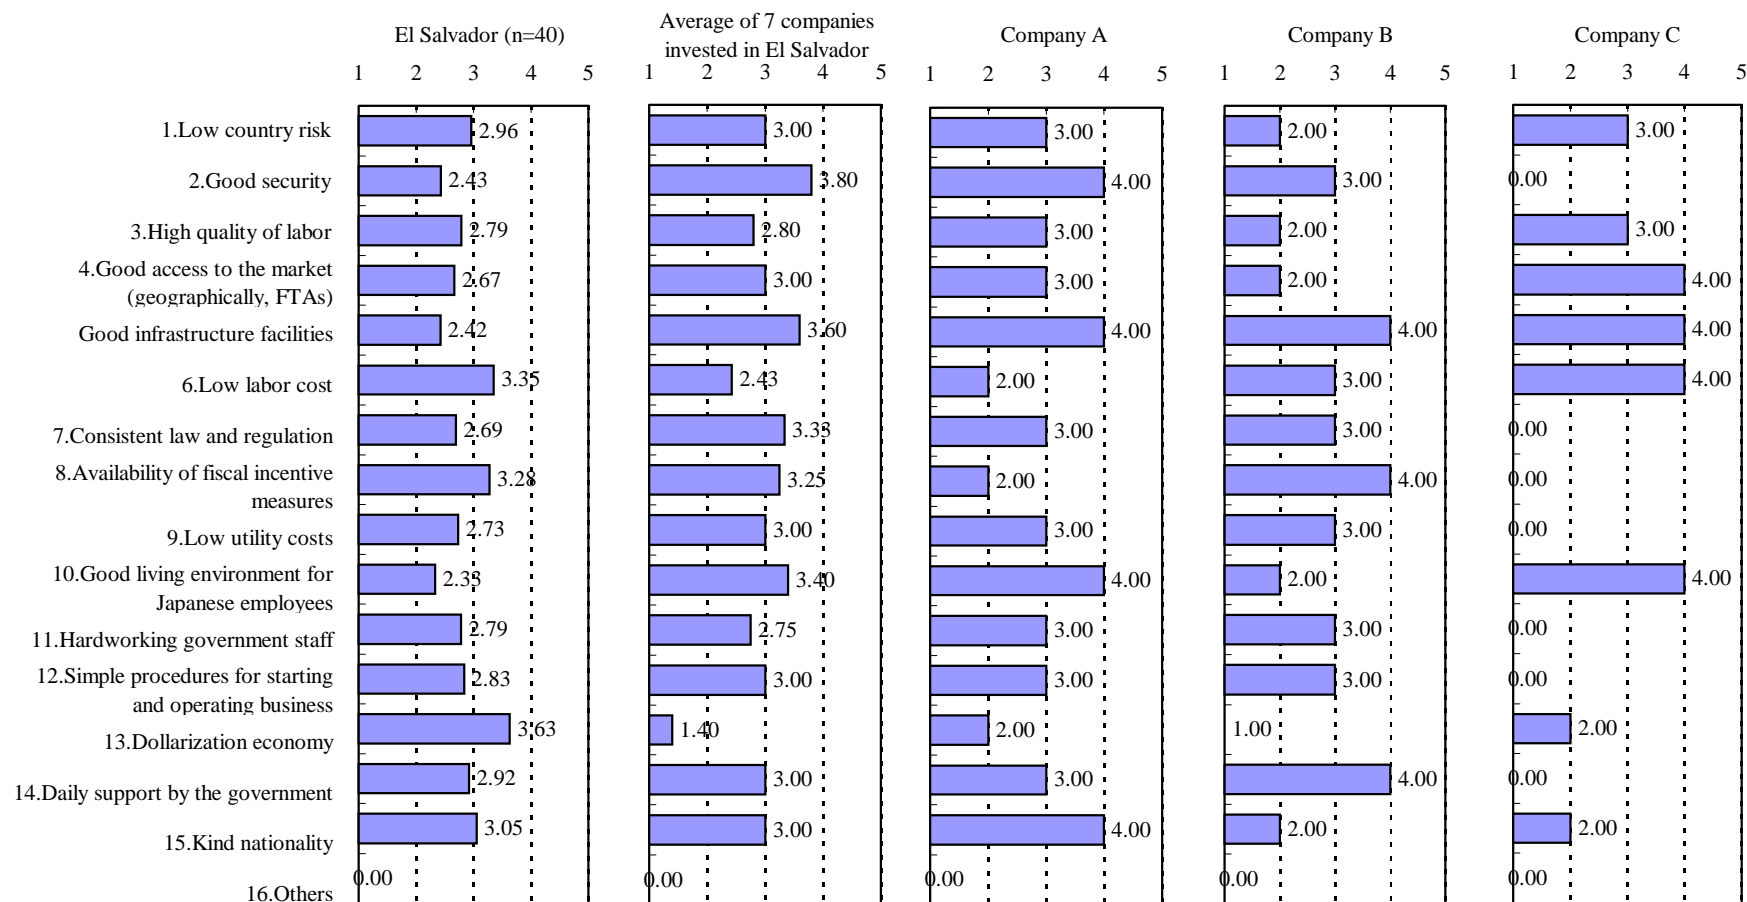 El Salvador (n=40)
Average of 7 companies
invested in El Salvador
Company A
Company B
Company C
1 2 3 4 5
1 2 3 4 5
1 2 3 4 5
1 2 3 4 5
1 2 3 4 5
1.Low country risk 2.96 3.00 3.00 2.00 3.00
2.Good security 2.43 3.80 4.00 3.00 0.00
3.High quality of labor 2.79 2.80 3.00 2.00 3.00
4.Good access to the market
(geographically, FTAs) 2.67 3.00 3.00 2.00 4.00
Good infrastructure facilities 2.42 3.60 4.00 4.00 4.00
6.Low labor cost 3.35 2.43 2.00 3.00 4.00
7.Consistent law and regulation 2.69 3.33 3.00 3.00 0.00
8.Availability of fiscal incentive
measures 3.28 3.25 2.00 4.00 0.00
9.Low utility costs 2.73 3.00 3.00 3.00 0.00
10.Good living environment for
Japanese employees 2.33 3.40 4.00 2.00 4.00
11.Hardworking government staff 2.79 2.75 3.00 3.00 0.00
12.Simple procedures for starting
and operating business 2.83 3.00 3.00 3.00 0.00
13.Dollarization economy 3.63 1.40 2.00 1.00 2.00
14.Daily support by the government 2.92 3.00 3.00 4.00 0.00
15.Kind nationality 3.05 3.00 4.00 2.00 2.00
16.Others 0.00 0.00 0.00 0.00 0.00